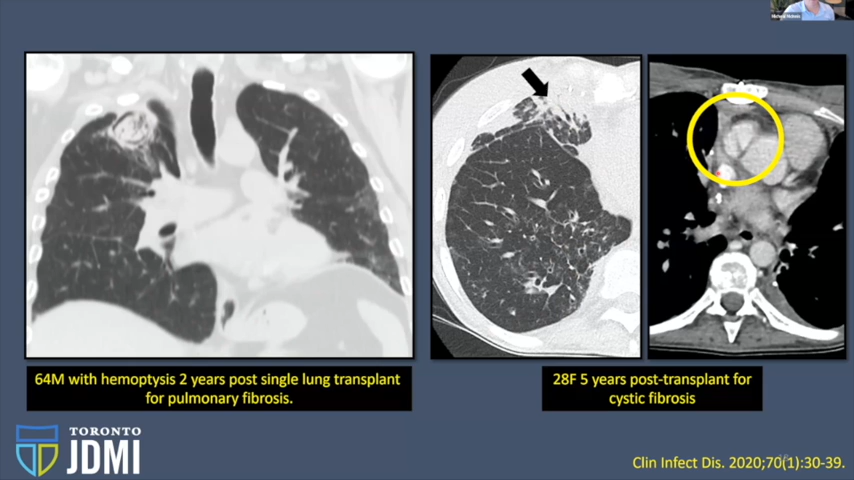 64M with hemoptysis 2 years post single lung transplant
for pulmonary fibrosis.
28F 5 years post-transplant for
cystic fibrosis
TORONTO
JDMI
Clin Infect Dis. 2020;70(1):30-39.